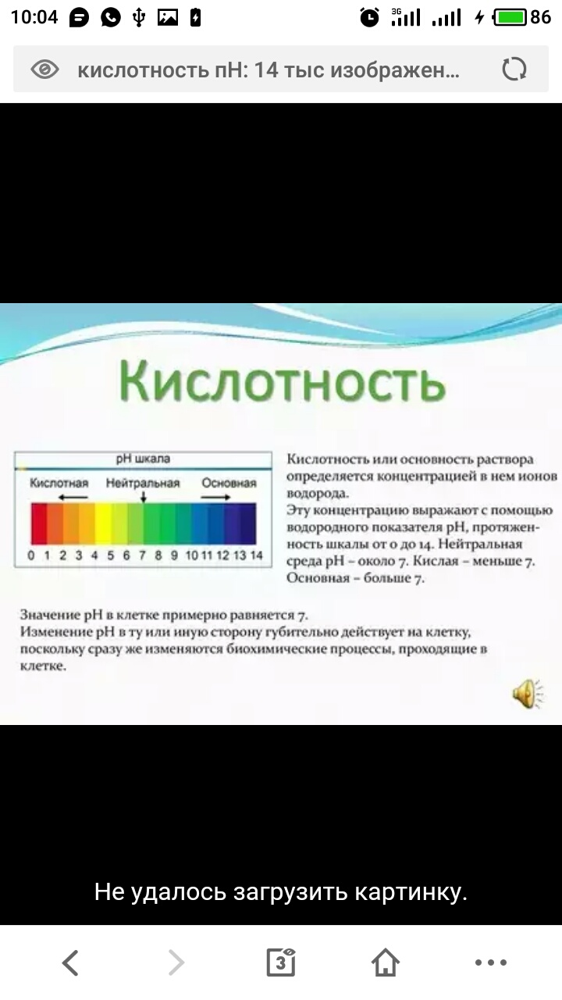 10:04
3G
86
кислотность пН: 14 тыс изображен...
Кислотность
pH шкала
Кислотная Нейтральная Основная
0 1 2 3 4 5 6 7 8 9 10 11 12 13 14
Кислотность или основность раствора
определяется концентрацией в нем ионов
водорода.
Эту концентрацию выражают с помощью
водородного показателя pH, протяжен-
ность шкалы от 0 до 14. Нейтральная
среда pH – около 7. Кислая – меньше 7.
Основная – больше 7.
Значение pH в клетке примерно равняется 7.
Изменение pH в ту или иную сторону губительно действует на клетку,
поскольку сразу же изменяются биохимические процессы, проходящие в
клетке.
Не удалось загрузить картинку.
3